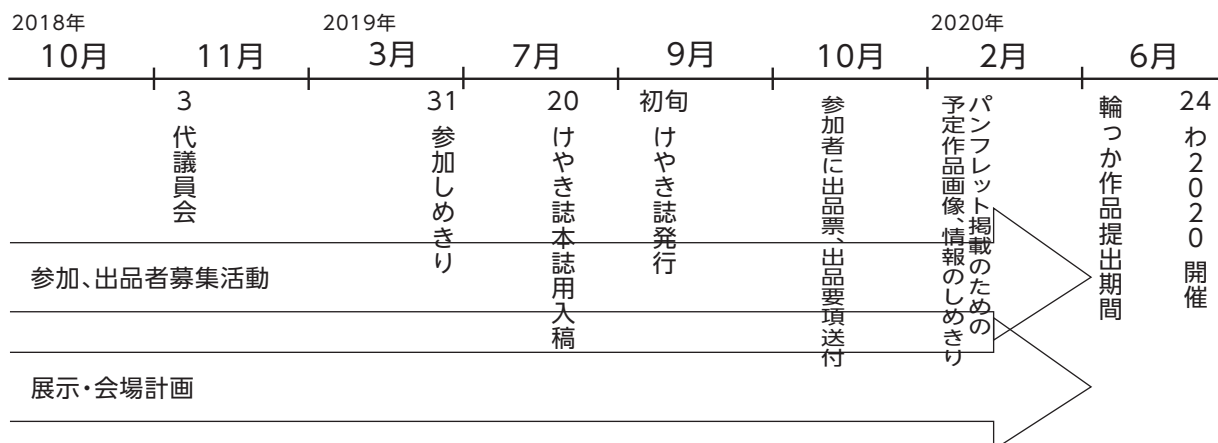 2018年
2019年
2020年
10月
11月
3月
7月
9月
10月
2月
6月
3
代議員会
31
参加しめきり
20
けやき誌本誌用入稿
初旬
けやき誌発行
参加者に出品票、出品要項送付
パンフレット掲載のための
予定作品画像、情報のしめきり
輪っか作品提出期間
24
わ2020開催
参加、出品者募集活動
展示・会場計画